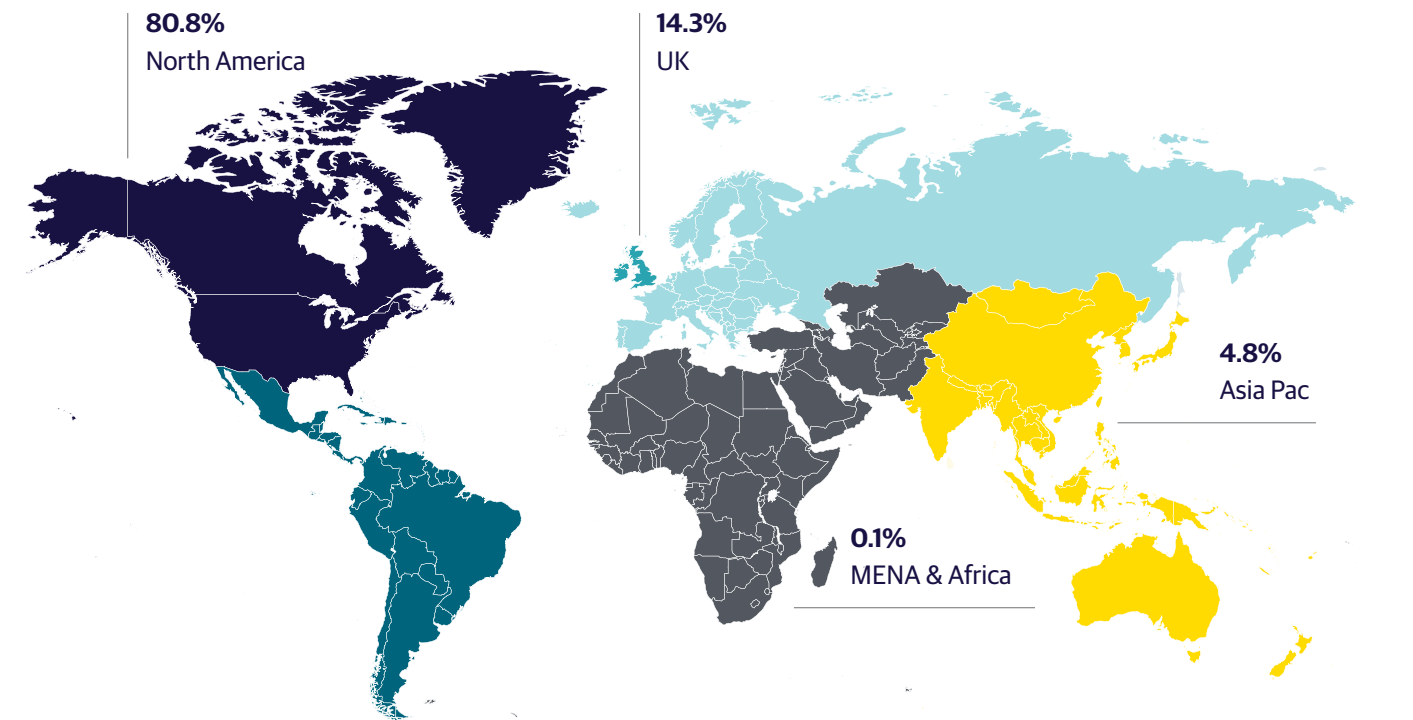 80.8%
North America
14.3%
UK
4.8%
Asia Pac
0.1%
MENA & Africa